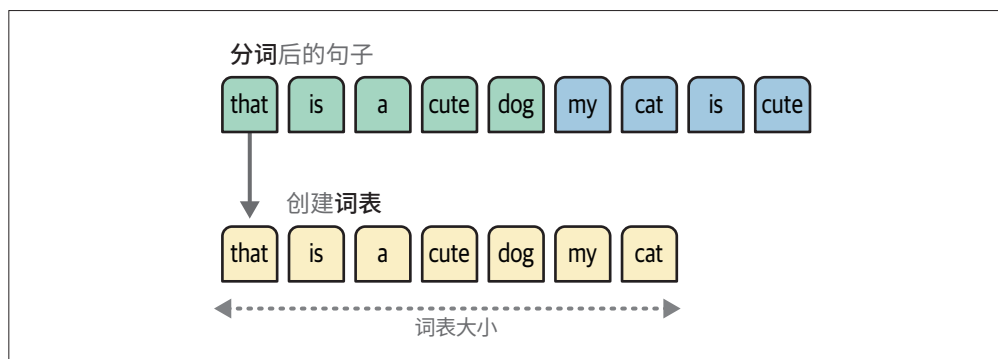 分词后的句子
that is a cute dog my cat is cute
创建词表
that is a cute dog my cat
词表大小